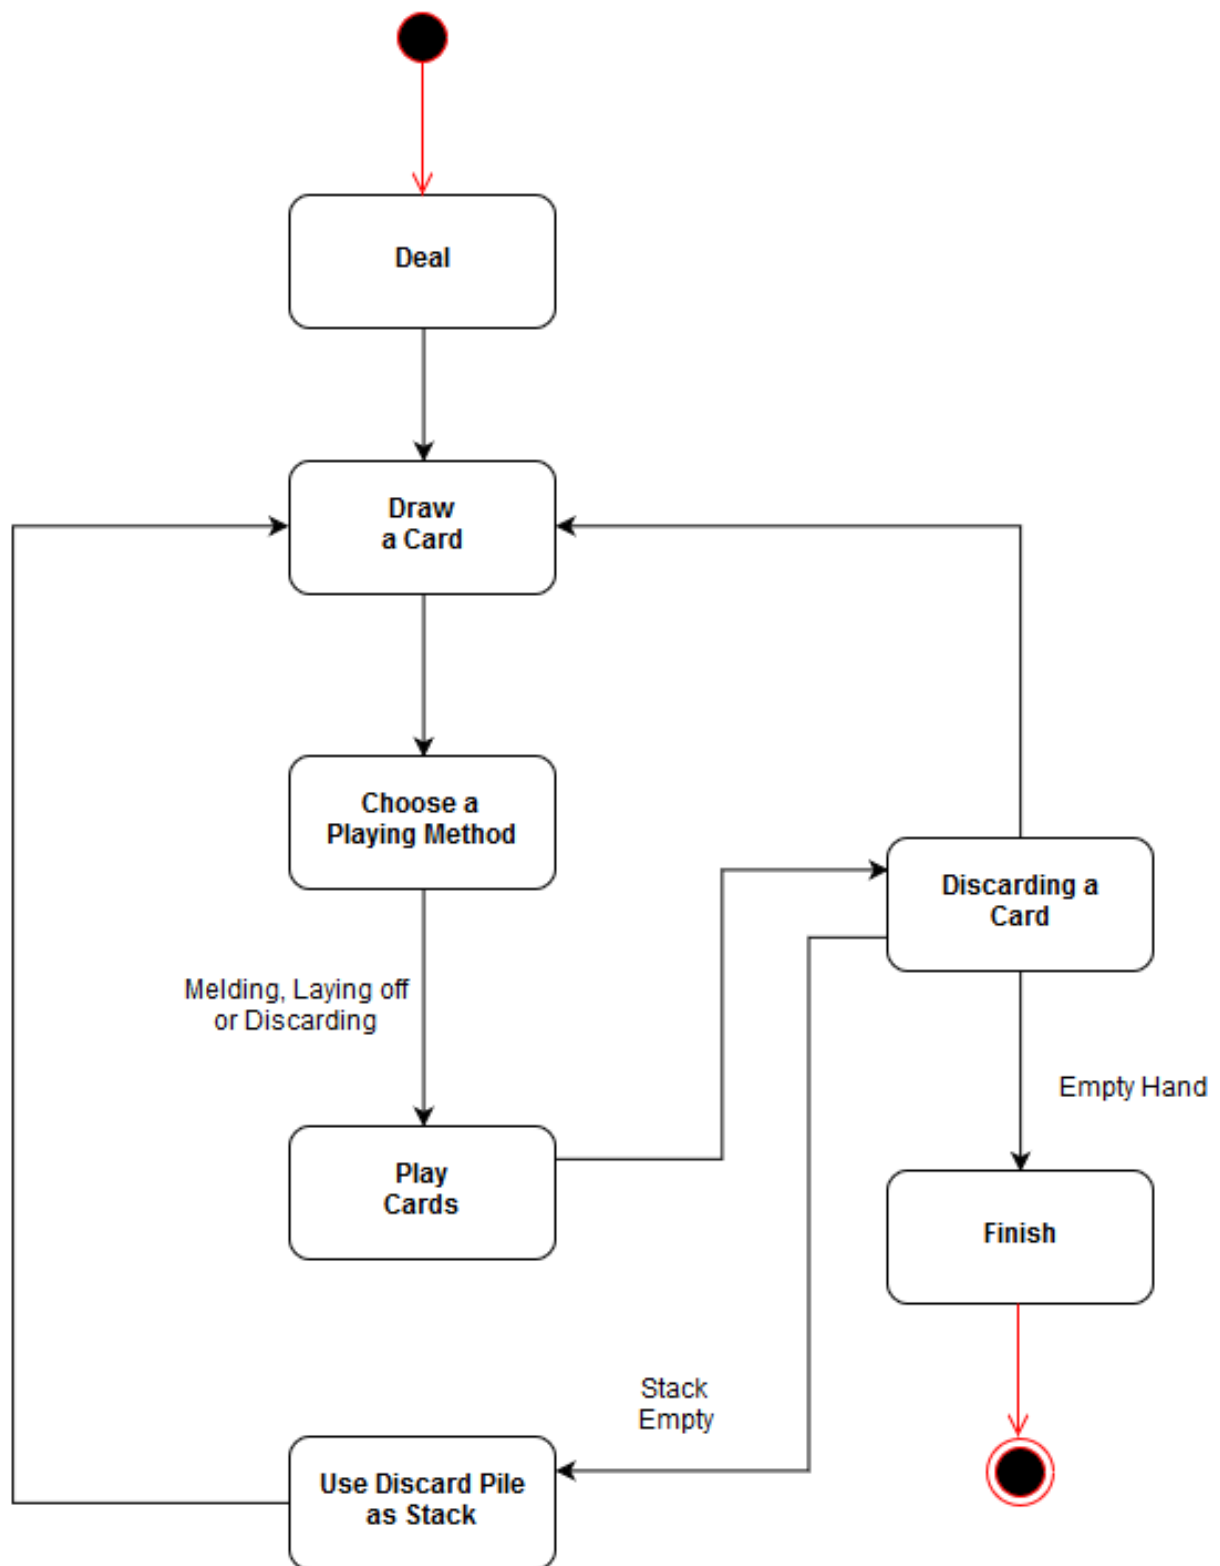 Deal
Draw
a Card
Choose a
Playing Method
Discarding a
Card
Melding, Laying off
or Discarding
Empty Hand
Play
Cards
Finish
Stack
Empty
Use Discard Pile
as Stack